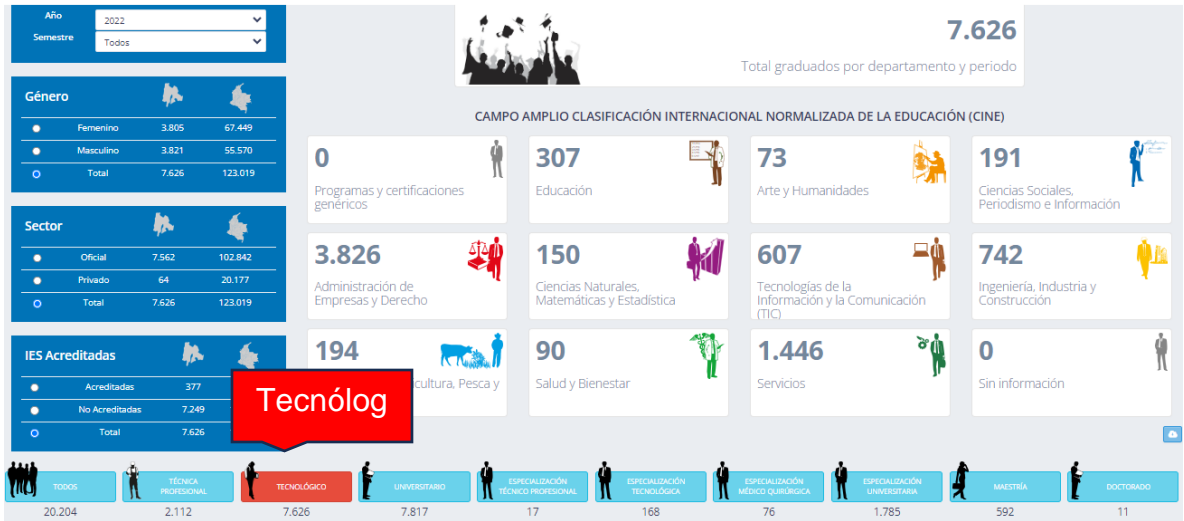 Año 2022
Semestre Todos
7.626
Total graduados por departamento y periodo
Género
Femenino 3.805 67.449
Masculino 3.821 55.570
Total 7.626 123.019
Sector
Oficial 7.562 102.842
Privado 64 20.177
Total 7.626 123.019
IES Acreditadas
Acreditadas 377
No Acreditadas 7.249
Total 7.626
CAMPO AMPLIO CLASIFICACIÓN INTERNACIONAL NORMALIZADA DE LA EDUCACIÓN (CINE)
0
Programas y certificaciones
genéricos
307
Educación
73
Arte y Humanidades
191
Ciencias Sociales,
Periodismo e Información
3.826
Administración de
Empresas y Derecho
150
Ciencias Naturales,
Matemáticas y Estadística
607
Tecnologías de la
Información y la Comunicación
(TIC)
742
Ingeniería, Industria y
Construcción
194
cultura, Pesca y
90
Salud y Bienestar
1.446
Servicios
0
Sin información
Tecnólog
TODOS
20.204
TÉCNICA
PROFESIONAL
2.112
TECNOLÓGICO
7.626
UNIVERSITARIO
7.817
ESPECIALIZACIÓN
TÉCNICO PROFESIONAL
17
ESPECIALIZACIÓN
TECNOLÓGICA
168
ESPECIALIZACIÓN
MÉDICO QUIRÚRGICA
76
ESPECIALIZACIÓN
UNIVERSITARIA
1.785
MAESTRÍA
592
DOCTORADO
11